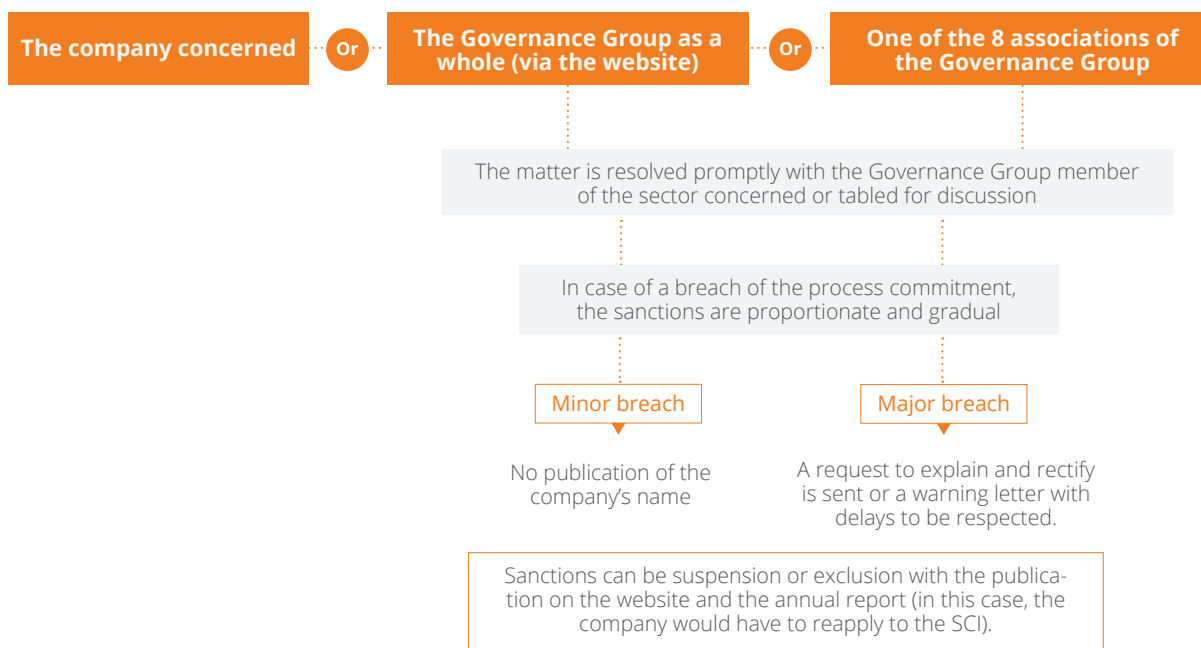 The company concerned
Or
The Governance Group as a
whole (via the website)
Or
One of the 8 associations of
the Governance Group
The matter is resolved promptly with the Governance Group member
of the sector concerned or tabled for discussion
In case of a breach of the process commitment,
the sanctions are proportionate and gradual
Minor breach
Major breach
No publication of the
company’s name
A request to explain and rectify
is sent or a warning letter with
delays to be respected.
Sanctions can be suspension or exclusion with the publica-
tion on the website and the annual report (in this case, the
company would have to reapply to the SCI).